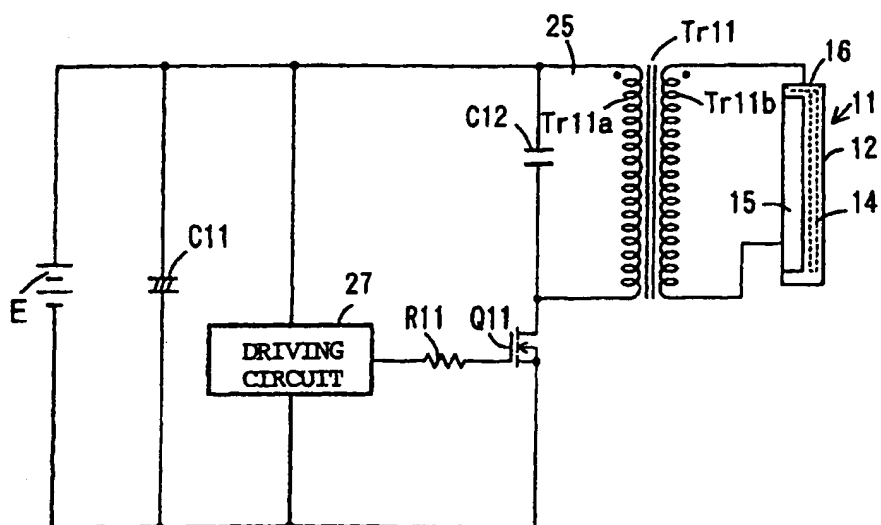 25
Tr11
16
C12
Tr11a
Tr11b
11
12
15
14
C11
E
27
R11
Q11
DRIVING
CIRCUIT